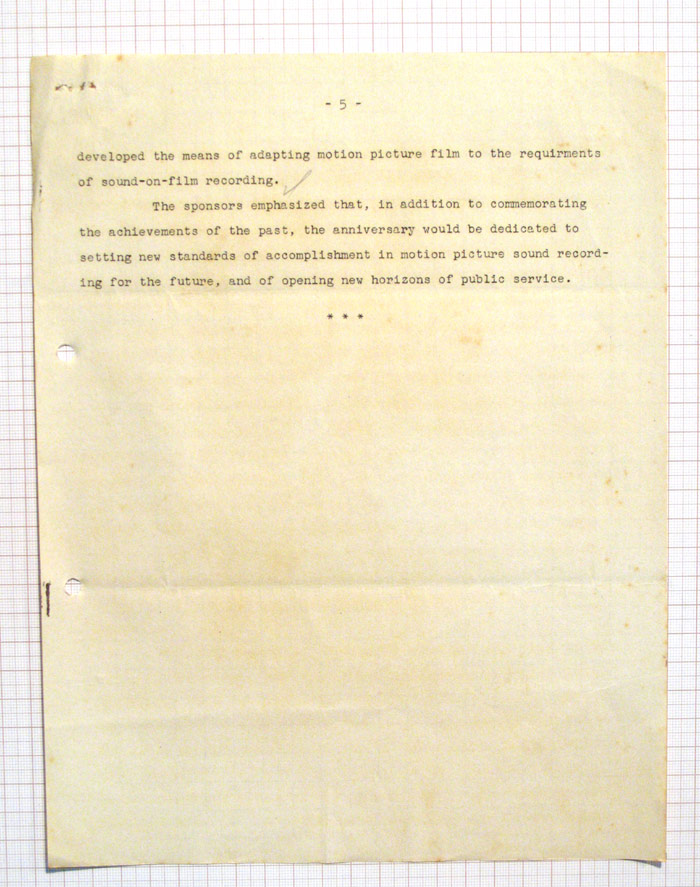 - 5 -
developed the means of adapting motion picture film to the requirments
of sound-on-film recording.
The sponsors emphasized that, in addition to commemorating
the achievements of the past, the anniversary would be dedicated to
setting new standards of accomplishment in motion picture sound record-
ing for the future, and of opening new horizons of public service.
* * *